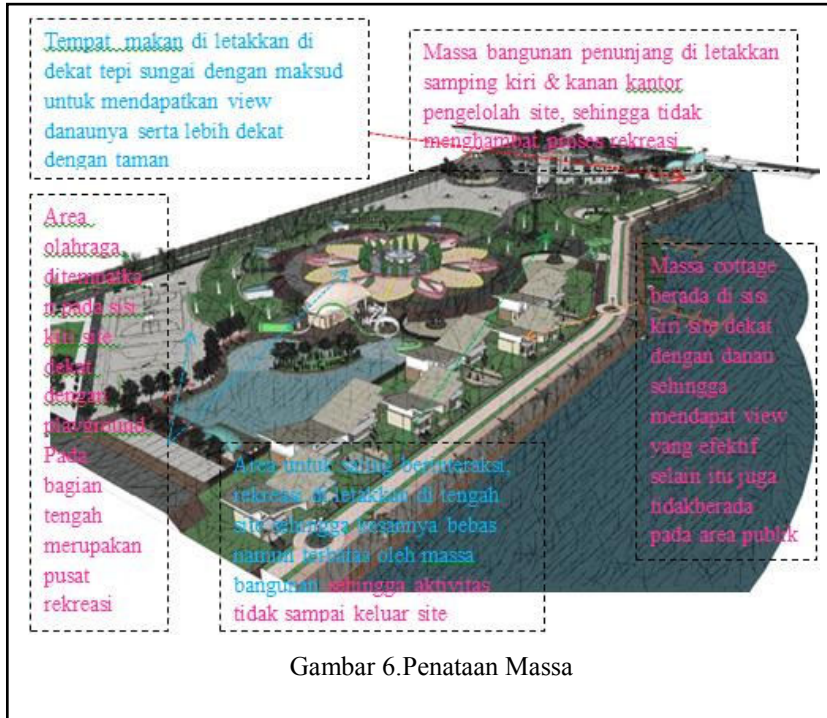 Tempat makan di letakkan di
dekat tepi sungai dengan maksud
untuk mendapatkan view
danaunya serta lebih dekat
dengan taman
Massa bangunan penunjang di letakkan
samping kiri & kanan kantor
pengelolah site, sehingga tidak
menghambat proses rekreasi
Area
olahraga
ditempatka
n pada sisi
kiri site
dekat
dengan
playground
Pada
bagian
tengah
merupakan
pusat
rekreasi
Massa cottage
berada di sisi
kiri site dekat
dengan danau
sehingga
mendapat view
yang efektif
selain itu juga
tidakberada
pada area publik
Area untuk saling berinteraksi,
rekreasi di letakkan di tengah
site sehingga kesannya bebas
namun terbatas oleh massa
bangunan sehingga aktivitas
tidak sampai keluar site
Gambar 6.Penataan Massa